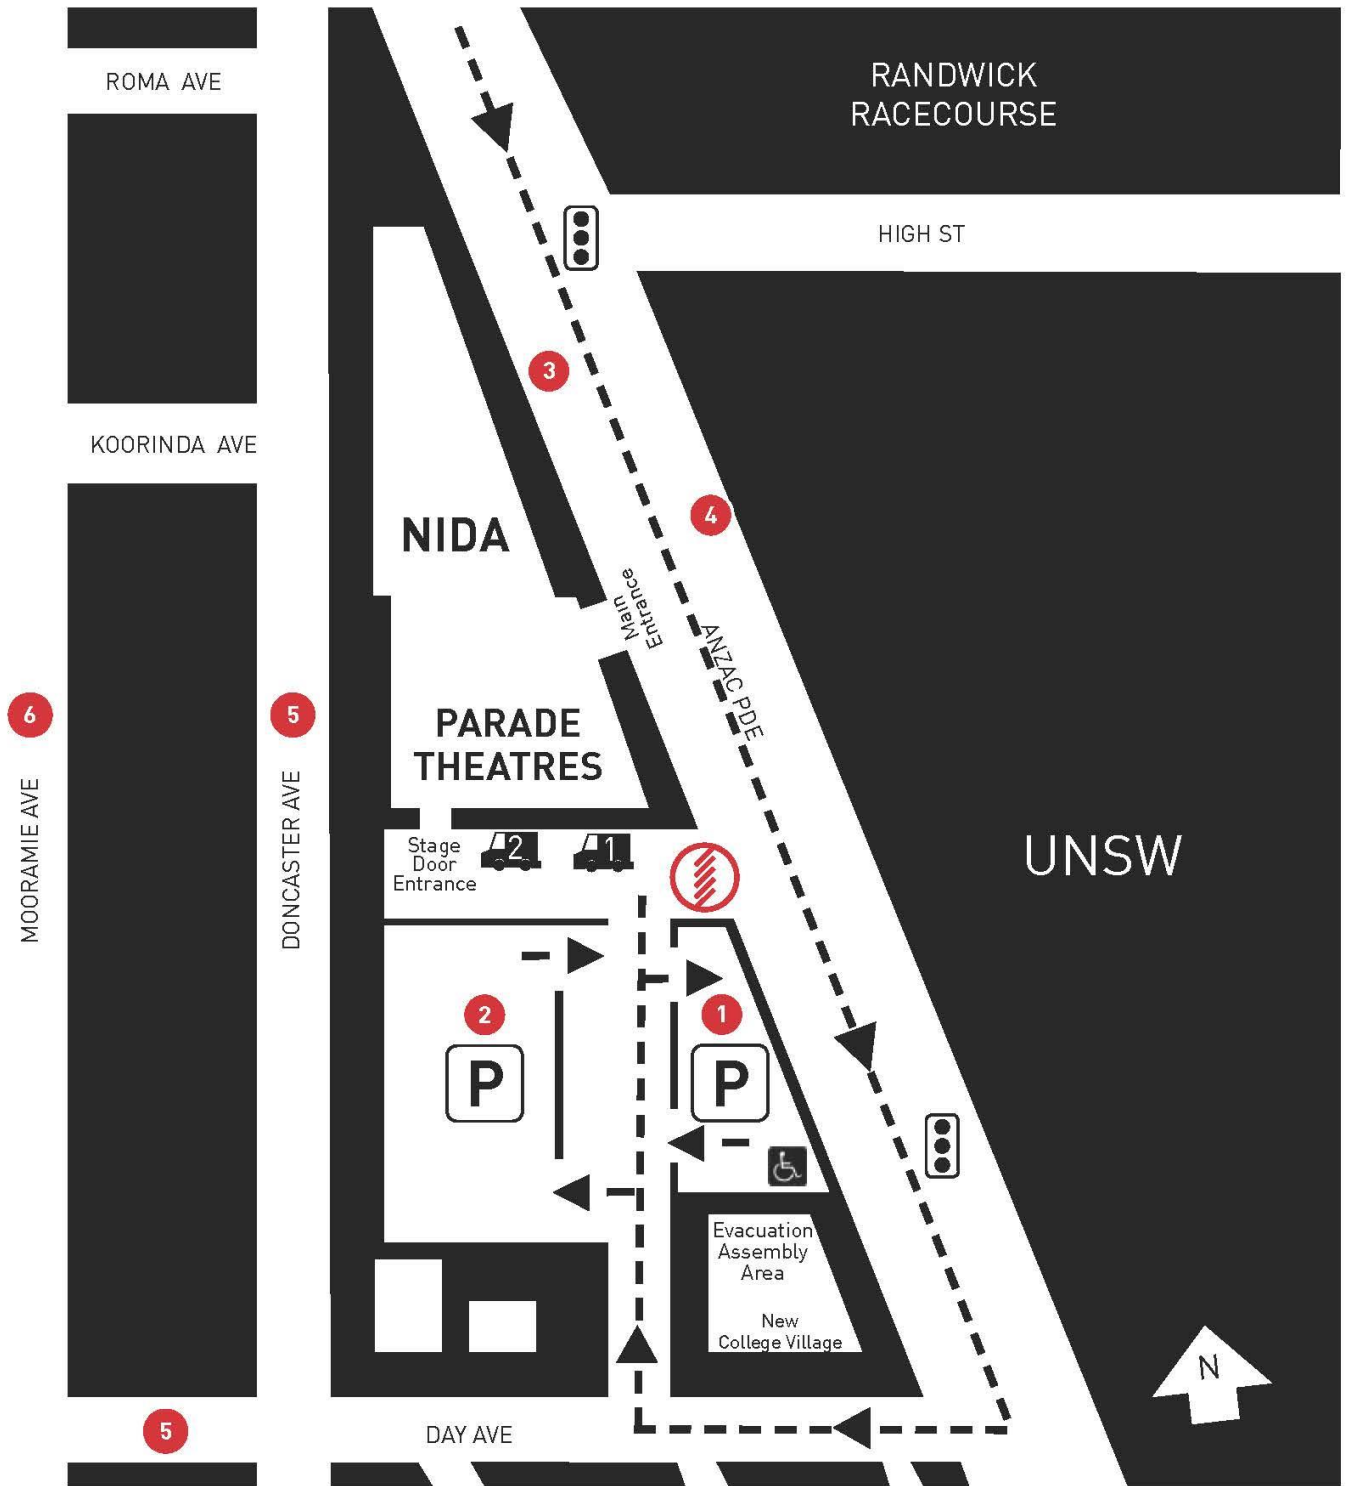 ROMA AVE
RANDWICK
RACECOURSE
HIGH ST
3
KOORINDA AVE
NIDA
4
Main
Entrance
ANZAC PDE
6
5
PARADE
THEATRES
MOORAMIE AVE
DONCASTER AVE
Stage
Door
Entrance
2
1
UNSW
2
1
P
P
Evacuation
Assembly
Area
New
College Village
N
5
DAY AVE